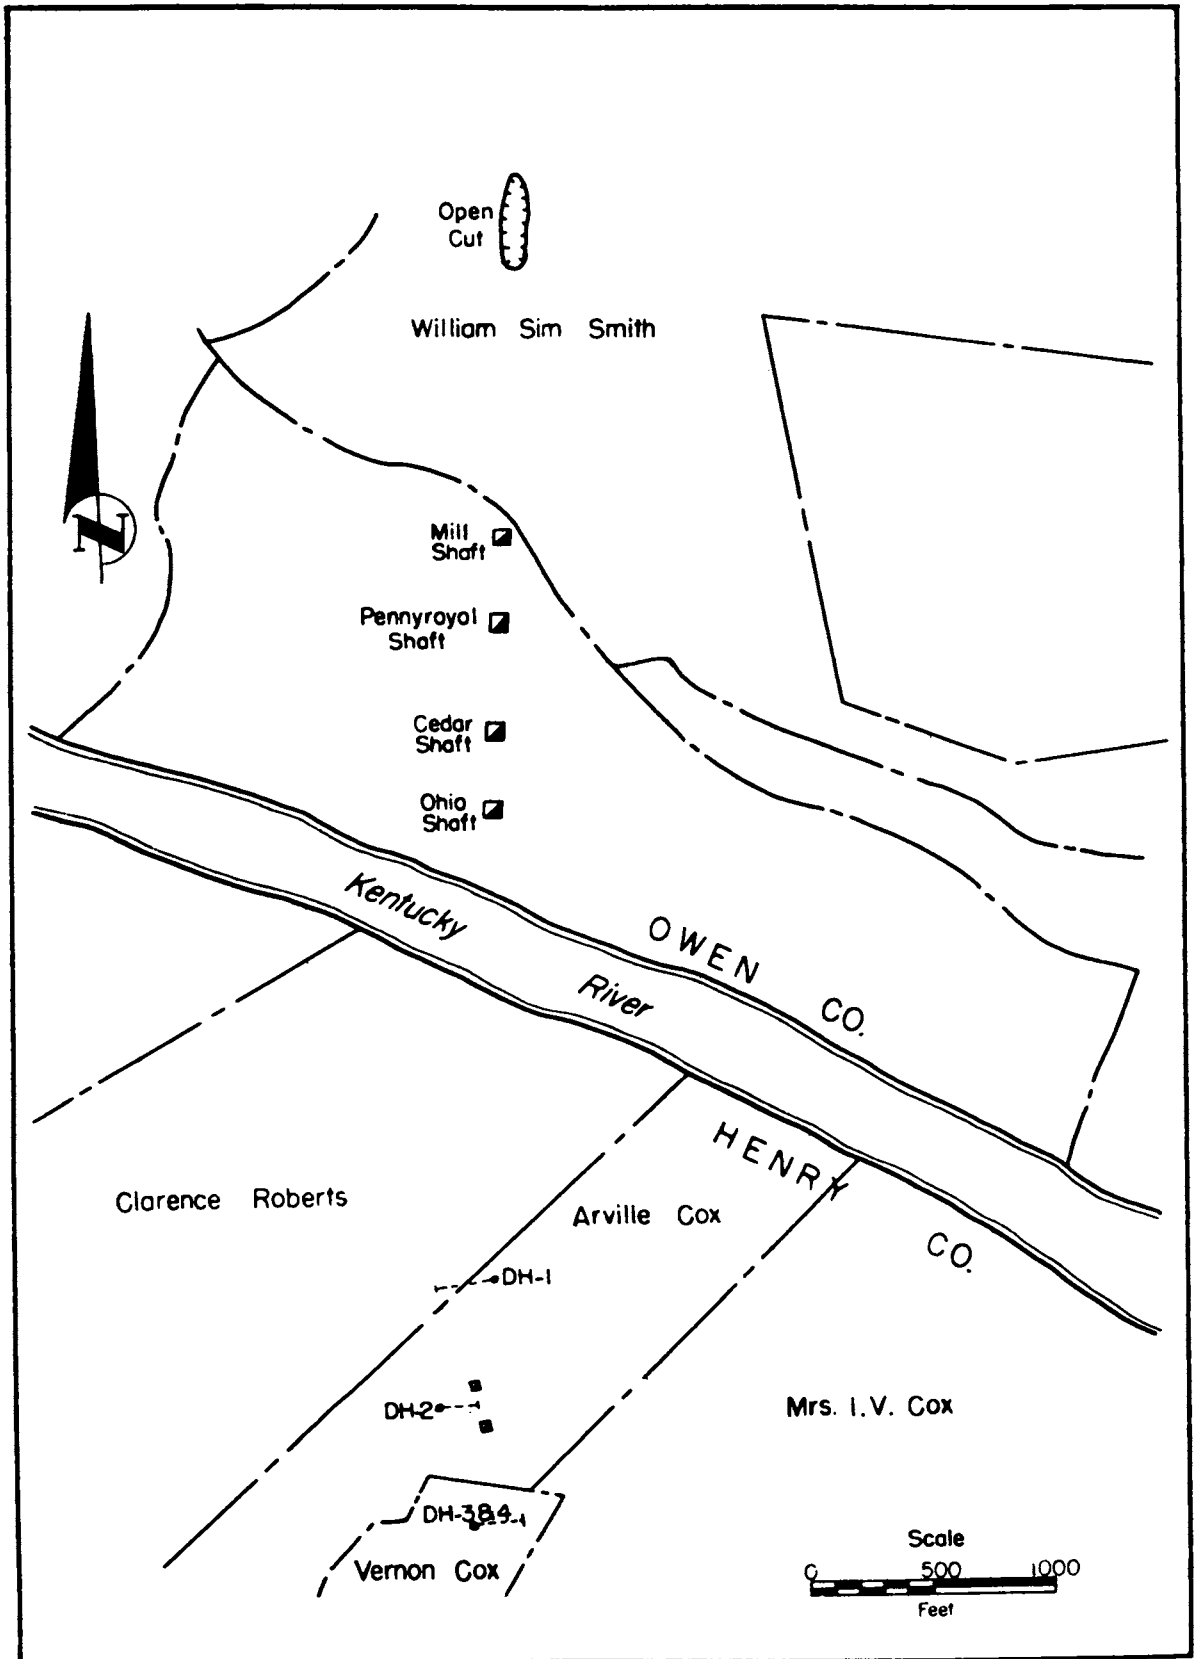 Open
Cut
William Sim Smith
N
Mill
Shaft
Pennyroyal
Shaft
Cedar
Shaft
Ohio
Shaft
Kentucky
River
OWEN CO.
HENRY CO.
Clarence Roberts
Arville Cox
DH-1
DH-2
Mrs. I.V. Cox
DH-3&4
Vernon Cox
Scale
0 500 1000
Feet